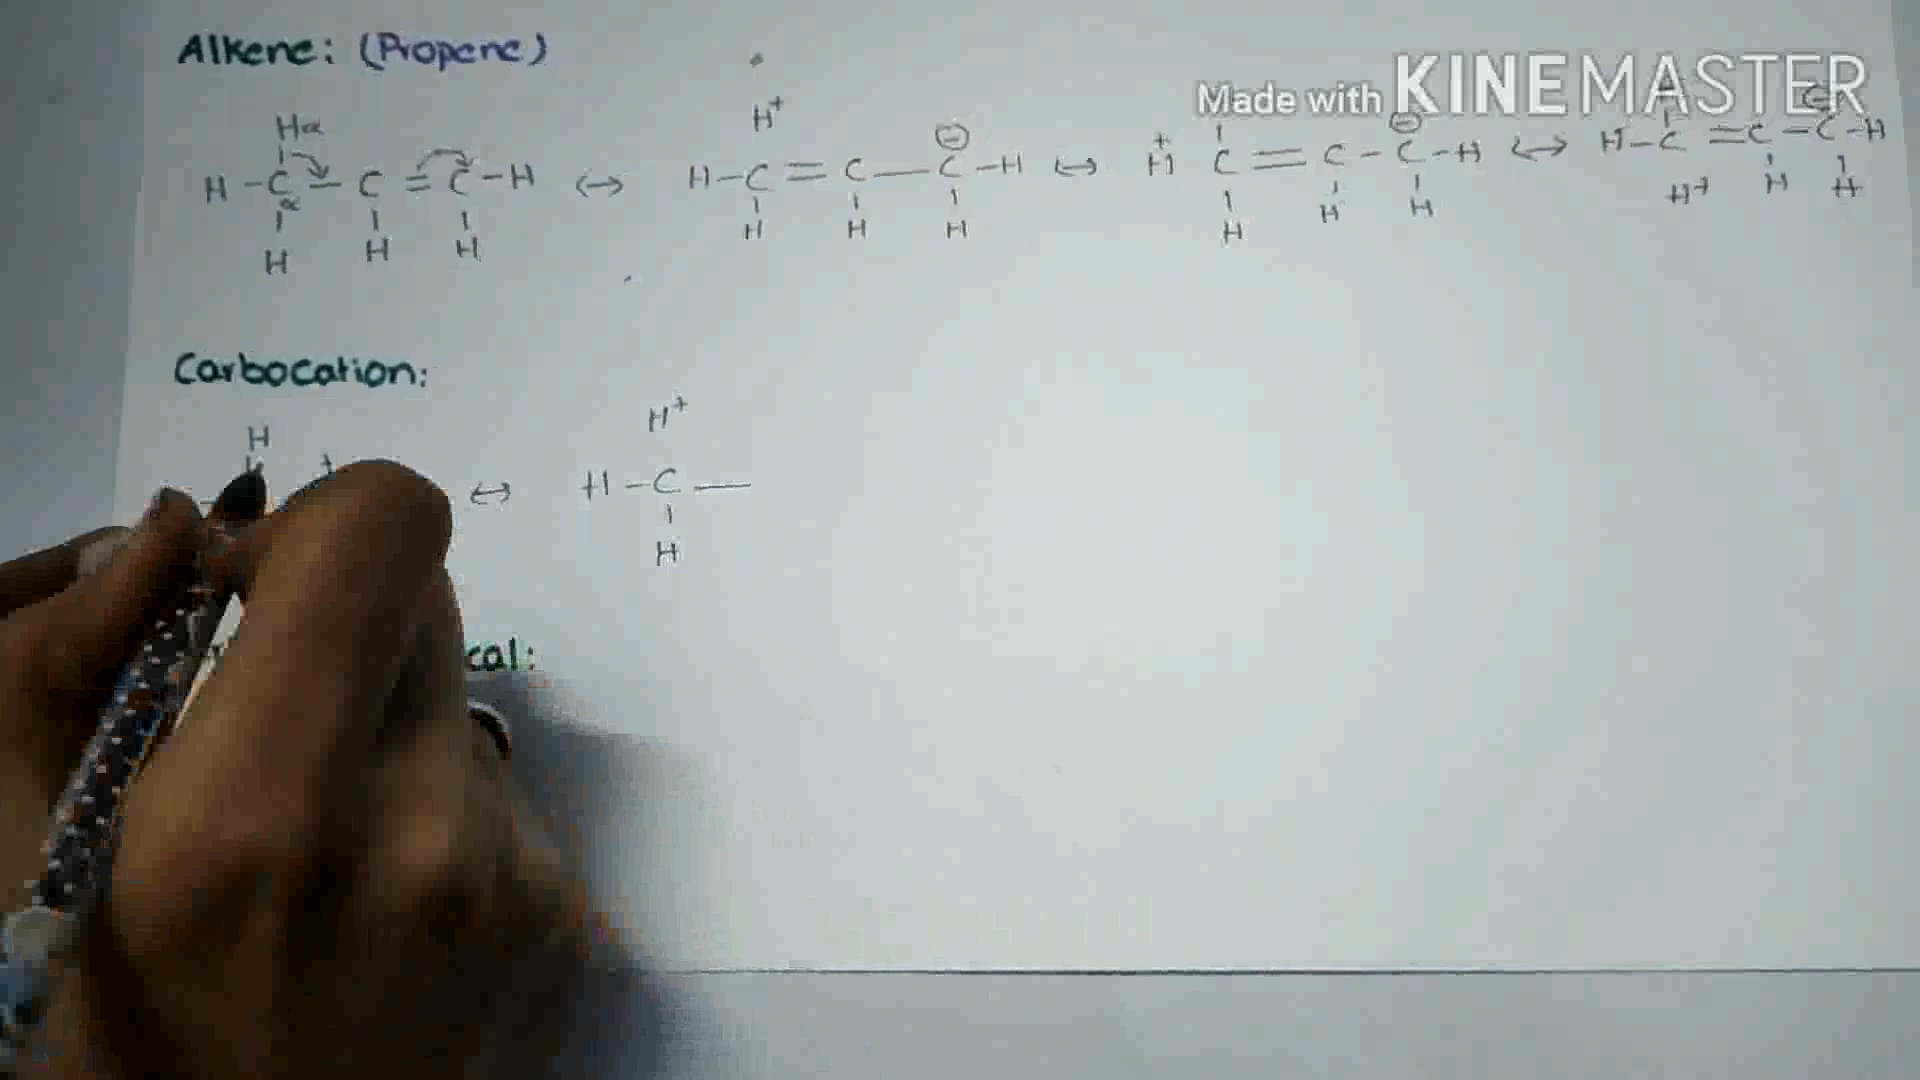 Alkene: (Propene)
Made with KINEMASTER
Hα H⁺
H-C-C=C-H ↔ H-C=C-C-H ↔ H⁺ C=C-C-H ↔ H-C=C-C-H
α ⊖ ⊖
H H H H H H H H H H⁺ H H
Carbocation:
H H⁺
+ ↔ H-C-
H
cal: